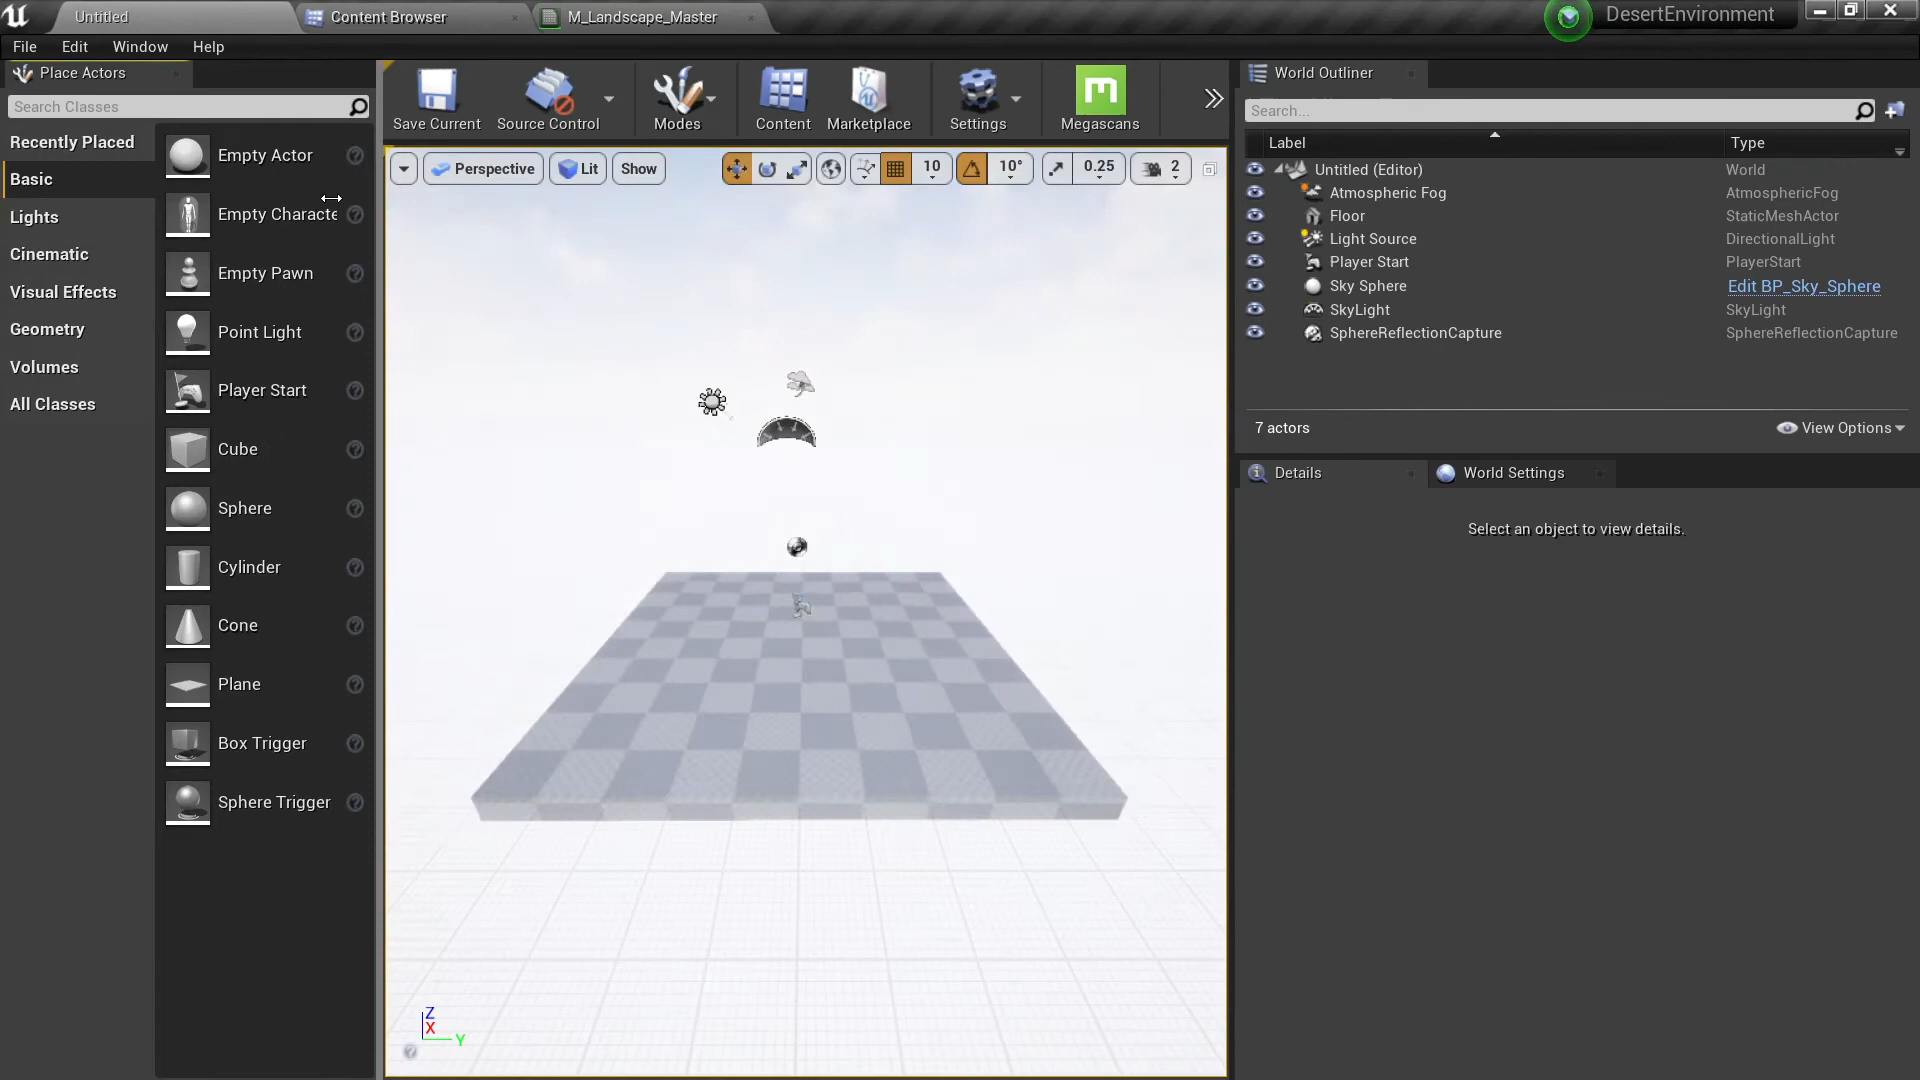 Untitled
Content Browser
M_Landscape_Master
DesertEnvironment
File
Edit
Window
Help
Place Actors
Search Classes
Recently Placed
Basic
Lights
Cinematic
Visual Effects
Geometry
Volumes
All Classes
Empty Actor
Empty Characte
Empty Pawn
Point Light
Player Start
Cube
Sphere
Cylinder
Cone
Plane
Box Trigger
Sphere Trigger
Save Current
Source Control
Modes
Content
Marketplace
Settings
Megascans
Perspective
Lit
Show
10
10°
0.25
2
Z
X
Y
World Outliner
Search...
Label
Type
Untitled (Editor)
World
Atmospheric Fog
AtmosphericFog
Floor
StaticMeshActor
Light Source
DirectionalLight
Player Start
PlayerStart
Sky Sphere
Edit BP_Sky_Sphere
SkyLight
SkyLight
SphereReflectionCapture
SphereReflectionCapture
7 actors
View Options
Details
World Settings
Select an object to view details.